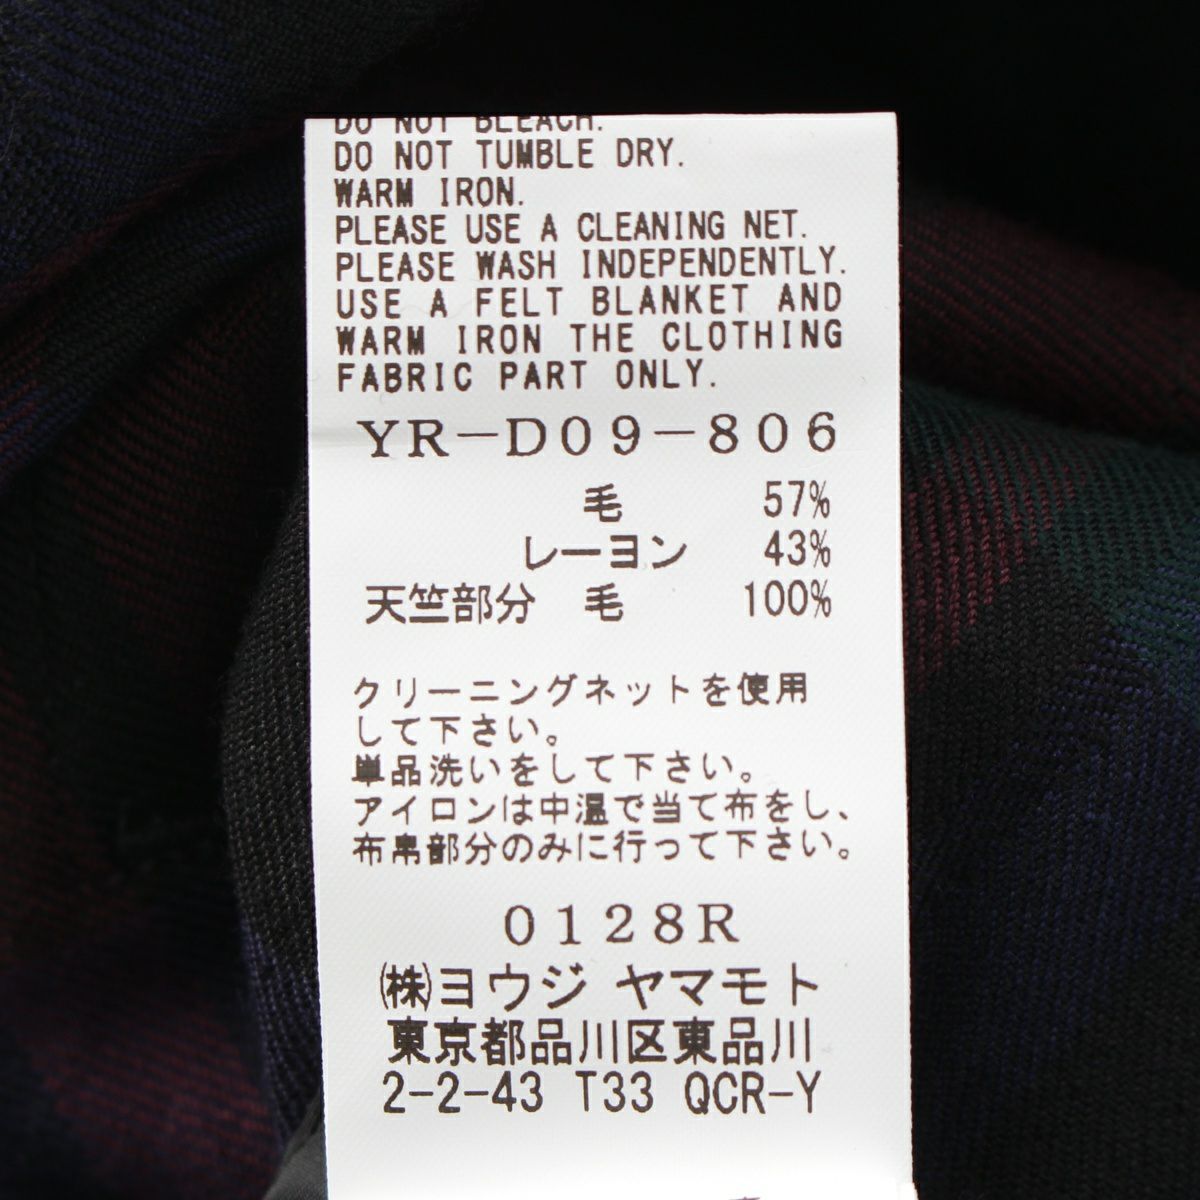 DO NOT BLEACH.
DO NOT TUMBLE DRY.
WARM IRON.
PLEASE USE A CLEANING NET.
PLEASE WASH INDEPENDENTLY.
USE A FELT BLANKET AND
WARM IRON THE CLOTHING
FABRIC PART ONLY.
YR-D09-806
毛 57%
レーヨン 43%
天竺部分 毛 100%
クリーニングネットを使用
して下さい。
単品洗いをして下さい。
アイロンは中温で当て布をし、
布帛部分のみに行って下さい。
0128R
㈱ヨウジ ヤマモト
東京都品川区東品川
2-2-43 T33 QCR-Y